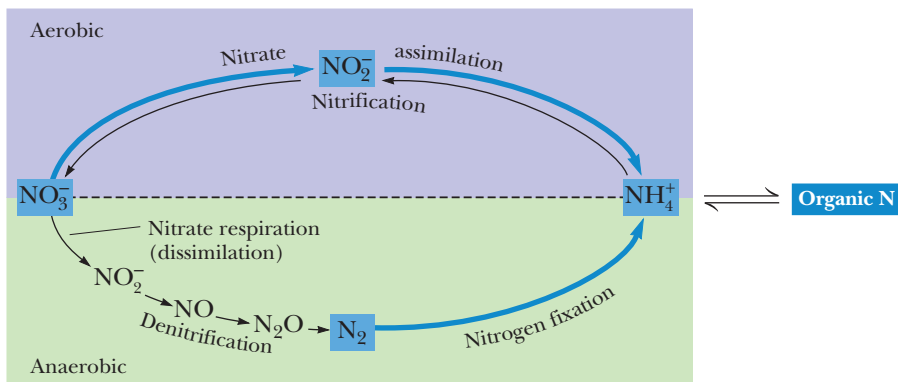 Aerobic
Nitrate
NO₂⁻
assimilation
Nitrification
NO₃⁻
NH₄⁺
Organic N
Nitrate respiration
(dissimilation)
NO₂⁻
NO
N₂O
N₂
Denitrification
Nitrogen fixation
Anaerobic